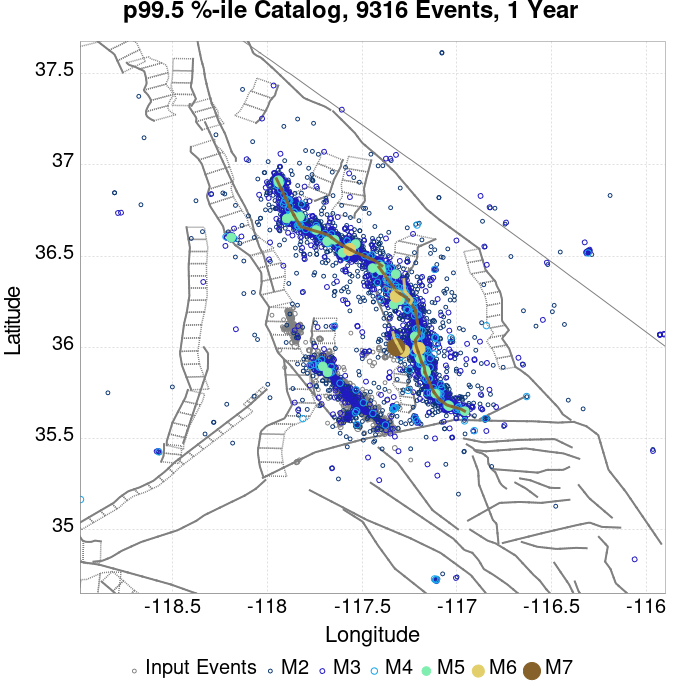 p99.5 %-ile Catalog, 9316 Events, 1 Year
37.5
37
36.5
36
35.5
35
Latitude
-118.5 -118 -117.5 -117 -116.5 -116
Longitude
Input Events M2 M3 M4 M5 M6 M7